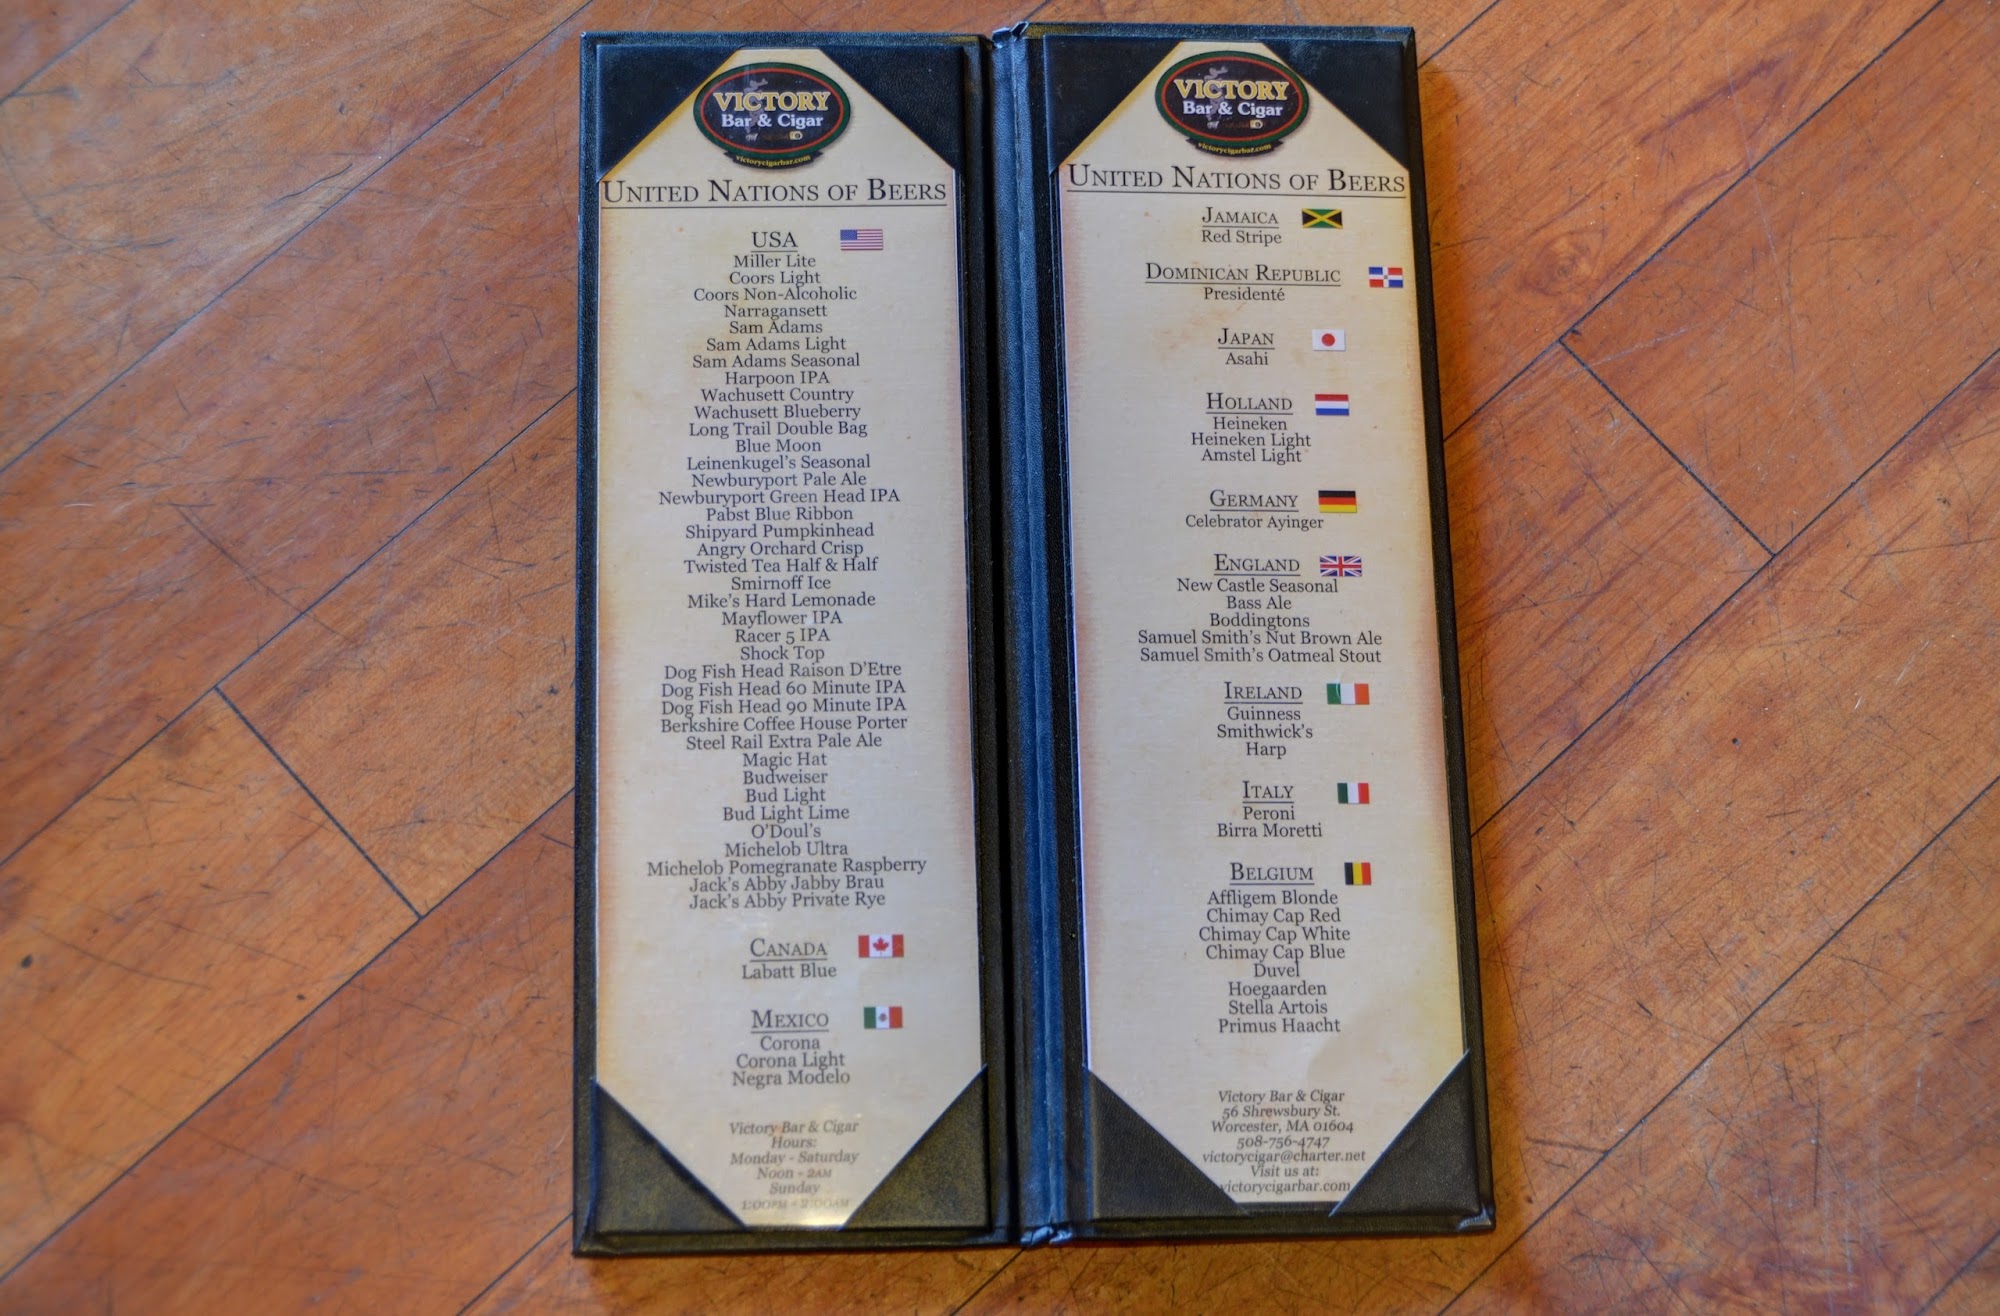 VICTORY
Bar & Cigar
victorycigarbar.com
UNITED NATIONS OF BEERS
USA
Miller Lite
Coors Light
Coors Non-Alcoholic
Narragansett
Sam Adams
Sam Adams Light
Sam Adams Seasonal
Harpoon IPA
Wachusett Country
Wachusett Blueberry
Long Trail Double Bag
Blue Moon
Leinenkugel's Seasonal
Newburyport Pale Ale
Newburyport Green Head IPA
Pabst Blue Ribbon
Shipyard Pumpkinhead
Angry Orchard Crisp
Twisted Tea Half & Half
Smirnoff Ice
Mike's Hard Lemonade
Mayflower IPA
Racer 5 IPA
Shock Top
Dog Fish Head Raison D'Etre
Dog Fish Head 60 Minute IPA
Dog Fish Head 90 Minute IPA
Berkshire Coffee House Porter
Steel Rail Extra Pale Ale
Magic Hat
Budweiser
Bud Light
Bud Light Lime
O'Doul's
Michelob Ultra
Michelob Pomegranate Raspberry
Jack's Abby Jabby Brau
Jack's Abby Private Rye
CANADA
Labatt Blue
MEXICO
Corona
Corona Light
Negra Modelo
Victory Bar & Cigar
Hours:
Monday - Saturday
Noon - 2AM
Sunday
1:00PM - 2:00AM
VICTORY
Bar & Cigar
victorycigarbar.com
UNITED NATIONS OF BEERS
JAMAICA
Red Stripe
DOMINICAN REPUBLIC
Presidenté
JAPAN
Asahi
HOLLAND
Heineken
Heineken Light
Amstel Light
GERMANY
Celebrator Ayinger
ENGLAND
New Castle Seasonal
Bass Ale
Boddingtons
Samuel Smith's Nut Brown Ale
Samuel Smith's Oatmeal Stout
IRELAND
Guinness
Smithwick's
Harp
ITALY
Peroni
Birra Moretti
BELGIUM
Affligem Blonde
Chimay Cap Red
Chimay Cap White
Chimay Cap Blue
Duvel
Hoegaarden
Stella Artois
Primus Haacht
Victory Bar & Cigar
56 Shrewsbury St.
Worcester, MA 01604
508-756-4747
victorycigar@charter.net
Visit us at:
victorycigarbar.com